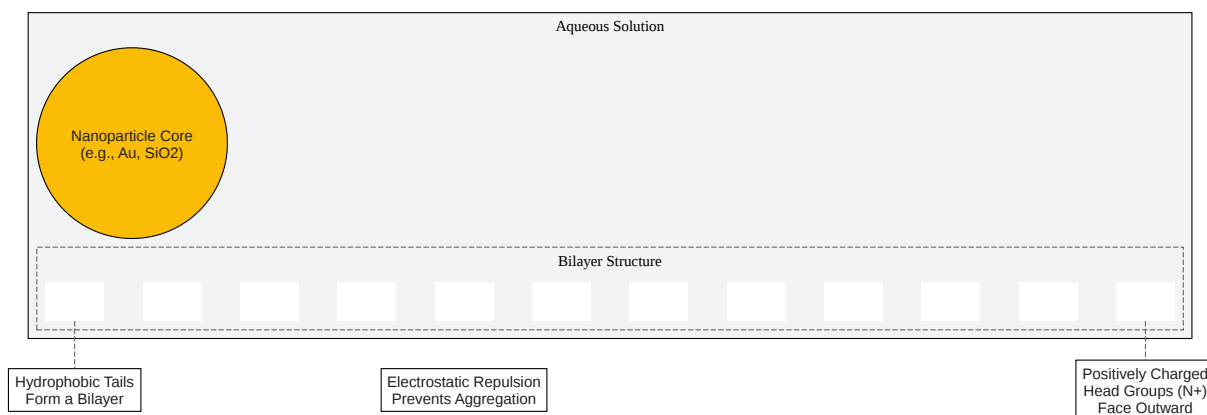 Aqueous Solution
Nanoparticle Core
(e.g., Au, SiO2)
Bilayer Structure
Hydrophobic Tails
Form a Bilayer
Electrostatic Repulsion
Prevents Aggregation
Positively Charged
Head Groups (N+)
Face Outward